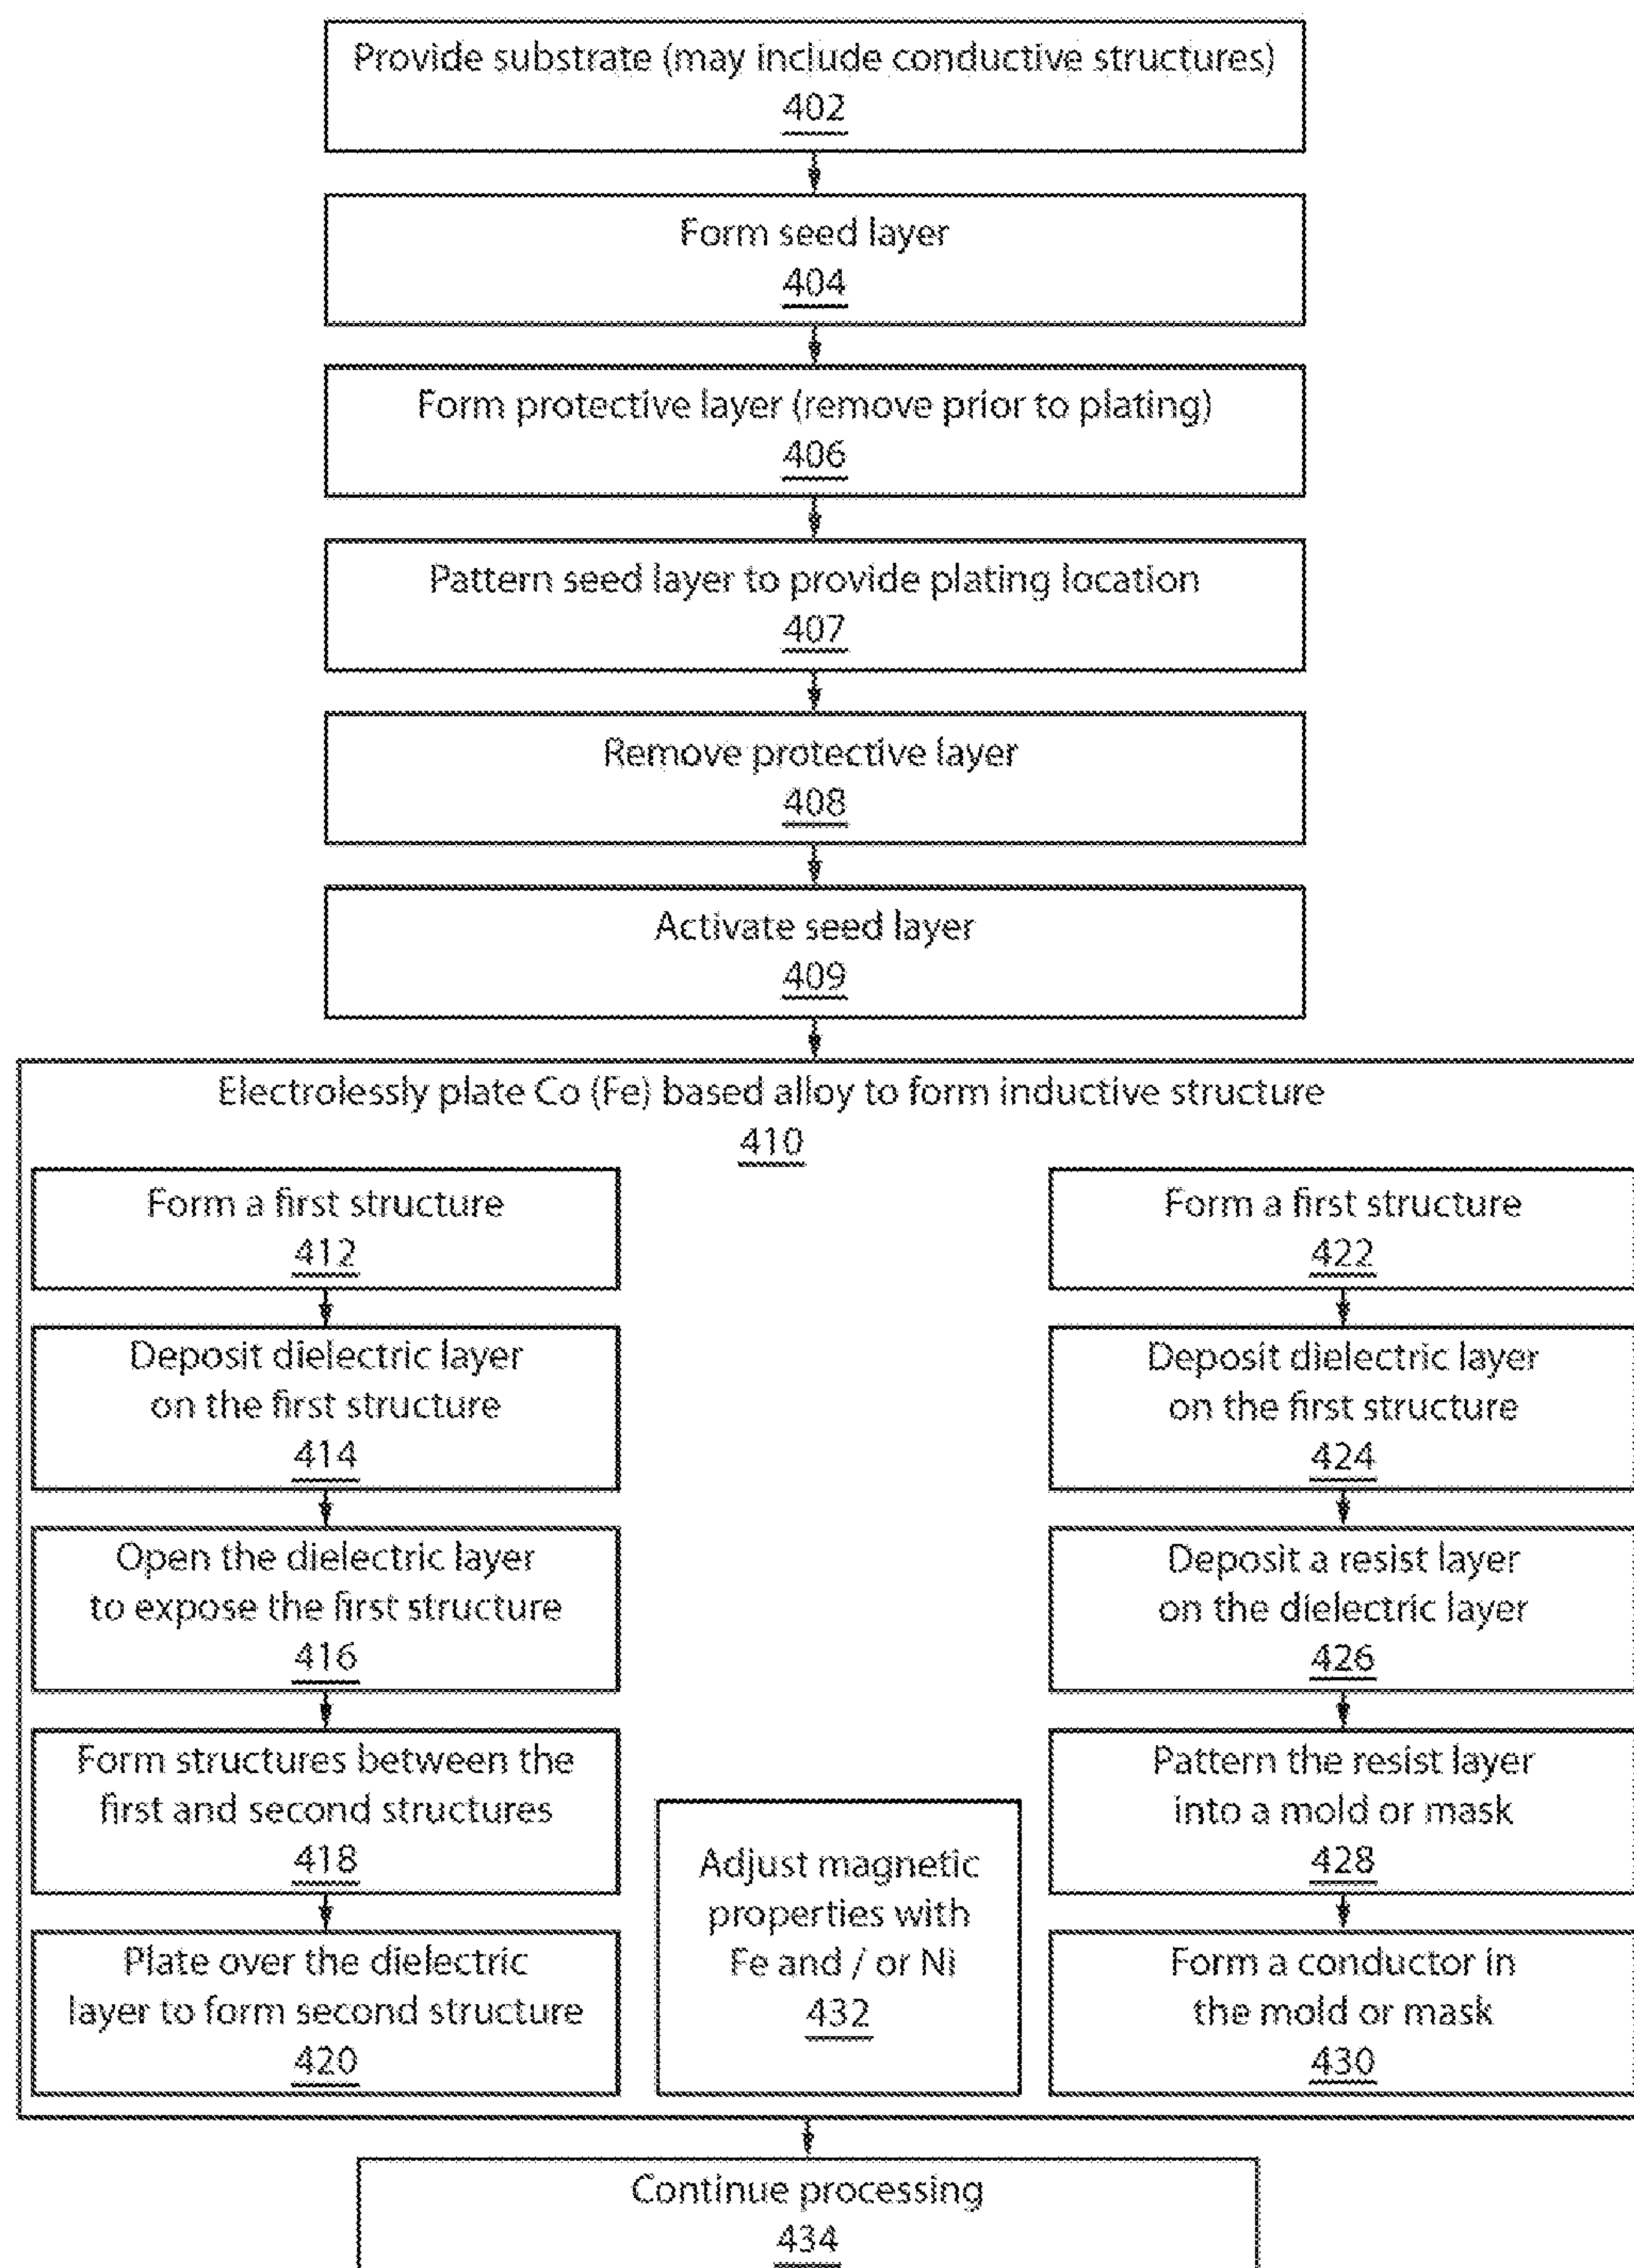 Provide substrate (may include conductive structures)
402
Form seed layer
404
Form protective layer (remove prior to plating)
406
Pattern seed layer to provide plating location
407
Remove protective layer
408
Activate seed layer
409
Electrolessly plate Co (Fe) based alloy to form inductive structure
410
Form a first structure
412
Deposit dielectric layer
on the first structure
414
Open the dielectric layer
to expose the first structure
416
Form structures between the
first and second structures
418
Plate over the dielectric
layer to form second structure
420
Adjust magnetic
properties with
Fe and / or Ni
432
Form a first structure
422
Deposit dielectric layer
on the first structure
424
Deposit a resist layer
on the dielectric layer
426
Pattern the resist layer
into a mold or mask
428
Form a conductor in
the mold or mask
430
Continue processing
434